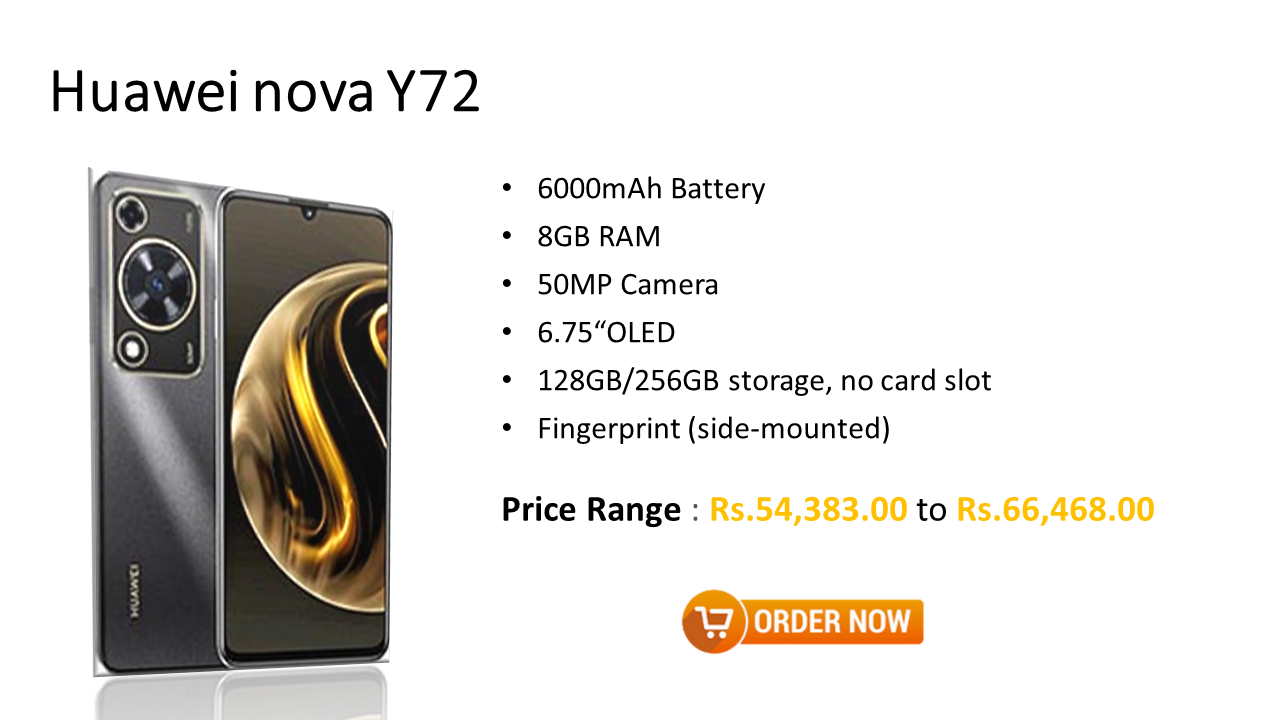 Huawei nova Y72
• 6000mAh Battery
• 8GB RAM
• 50MP Camera
• 6.75“OLED
• 128GB/256GB storage, no card slot
• Fingerprint (side-mounted)
Price Range : Rs.54,383.00 to Rs.66,468.00
ORDER NOW
HUAWEI